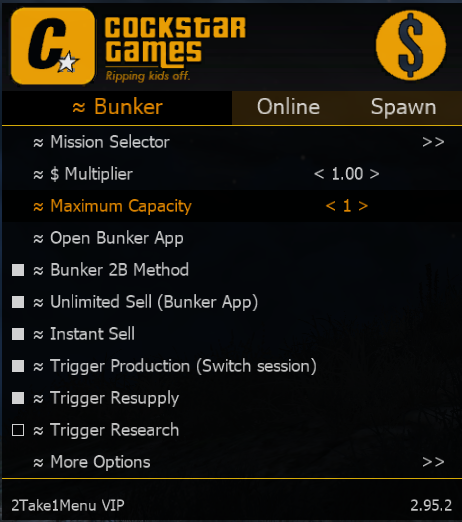 C
COCKSTAR
GAMES
Ripping kids off.
$
≈ Bunker Online Spawn
≈ Mission Selector >>
≈ $ Multiplier < 1.00 >
≈ Maximum Capacity < 1 >
≈ Open Bunker App
≈ Bunker 2B Method
≈ Unlimited Sell (Bunker App)
≈ Instant Sell
≈ Trigger Production (Switch session)
≈ Trigger Resupply
≈ Trigger Research
≈ More Options >>
2Take1Menu VIP 2.95.2